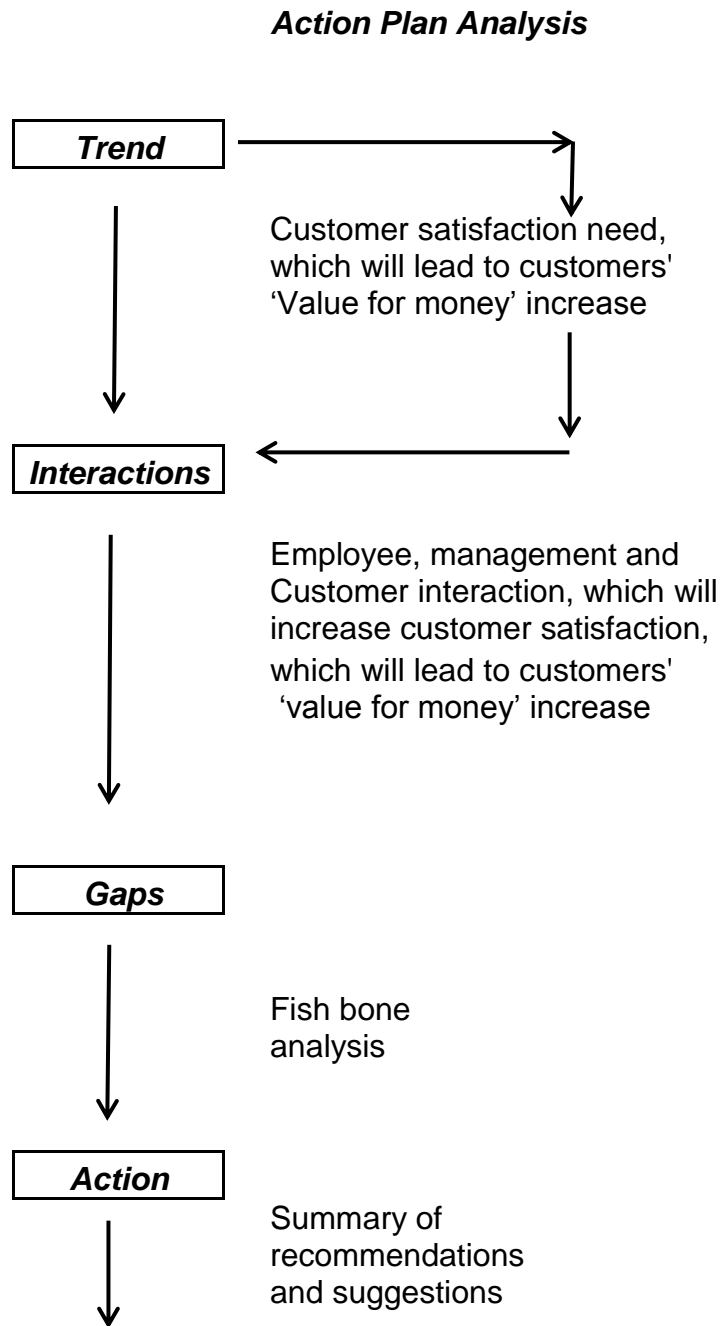 Action Plan Analysis
Trend
Customer satisfaction need,
which will lead to customers'
‘Value for money’ increase
Interactions
Employee, management and
Customer interaction, which will
increase customer satisfaction,
which will lead to customers'
‘value for money’ increase
Gaps
Fish bone
analysis
Action
Summary of
recommendations
and suggestions